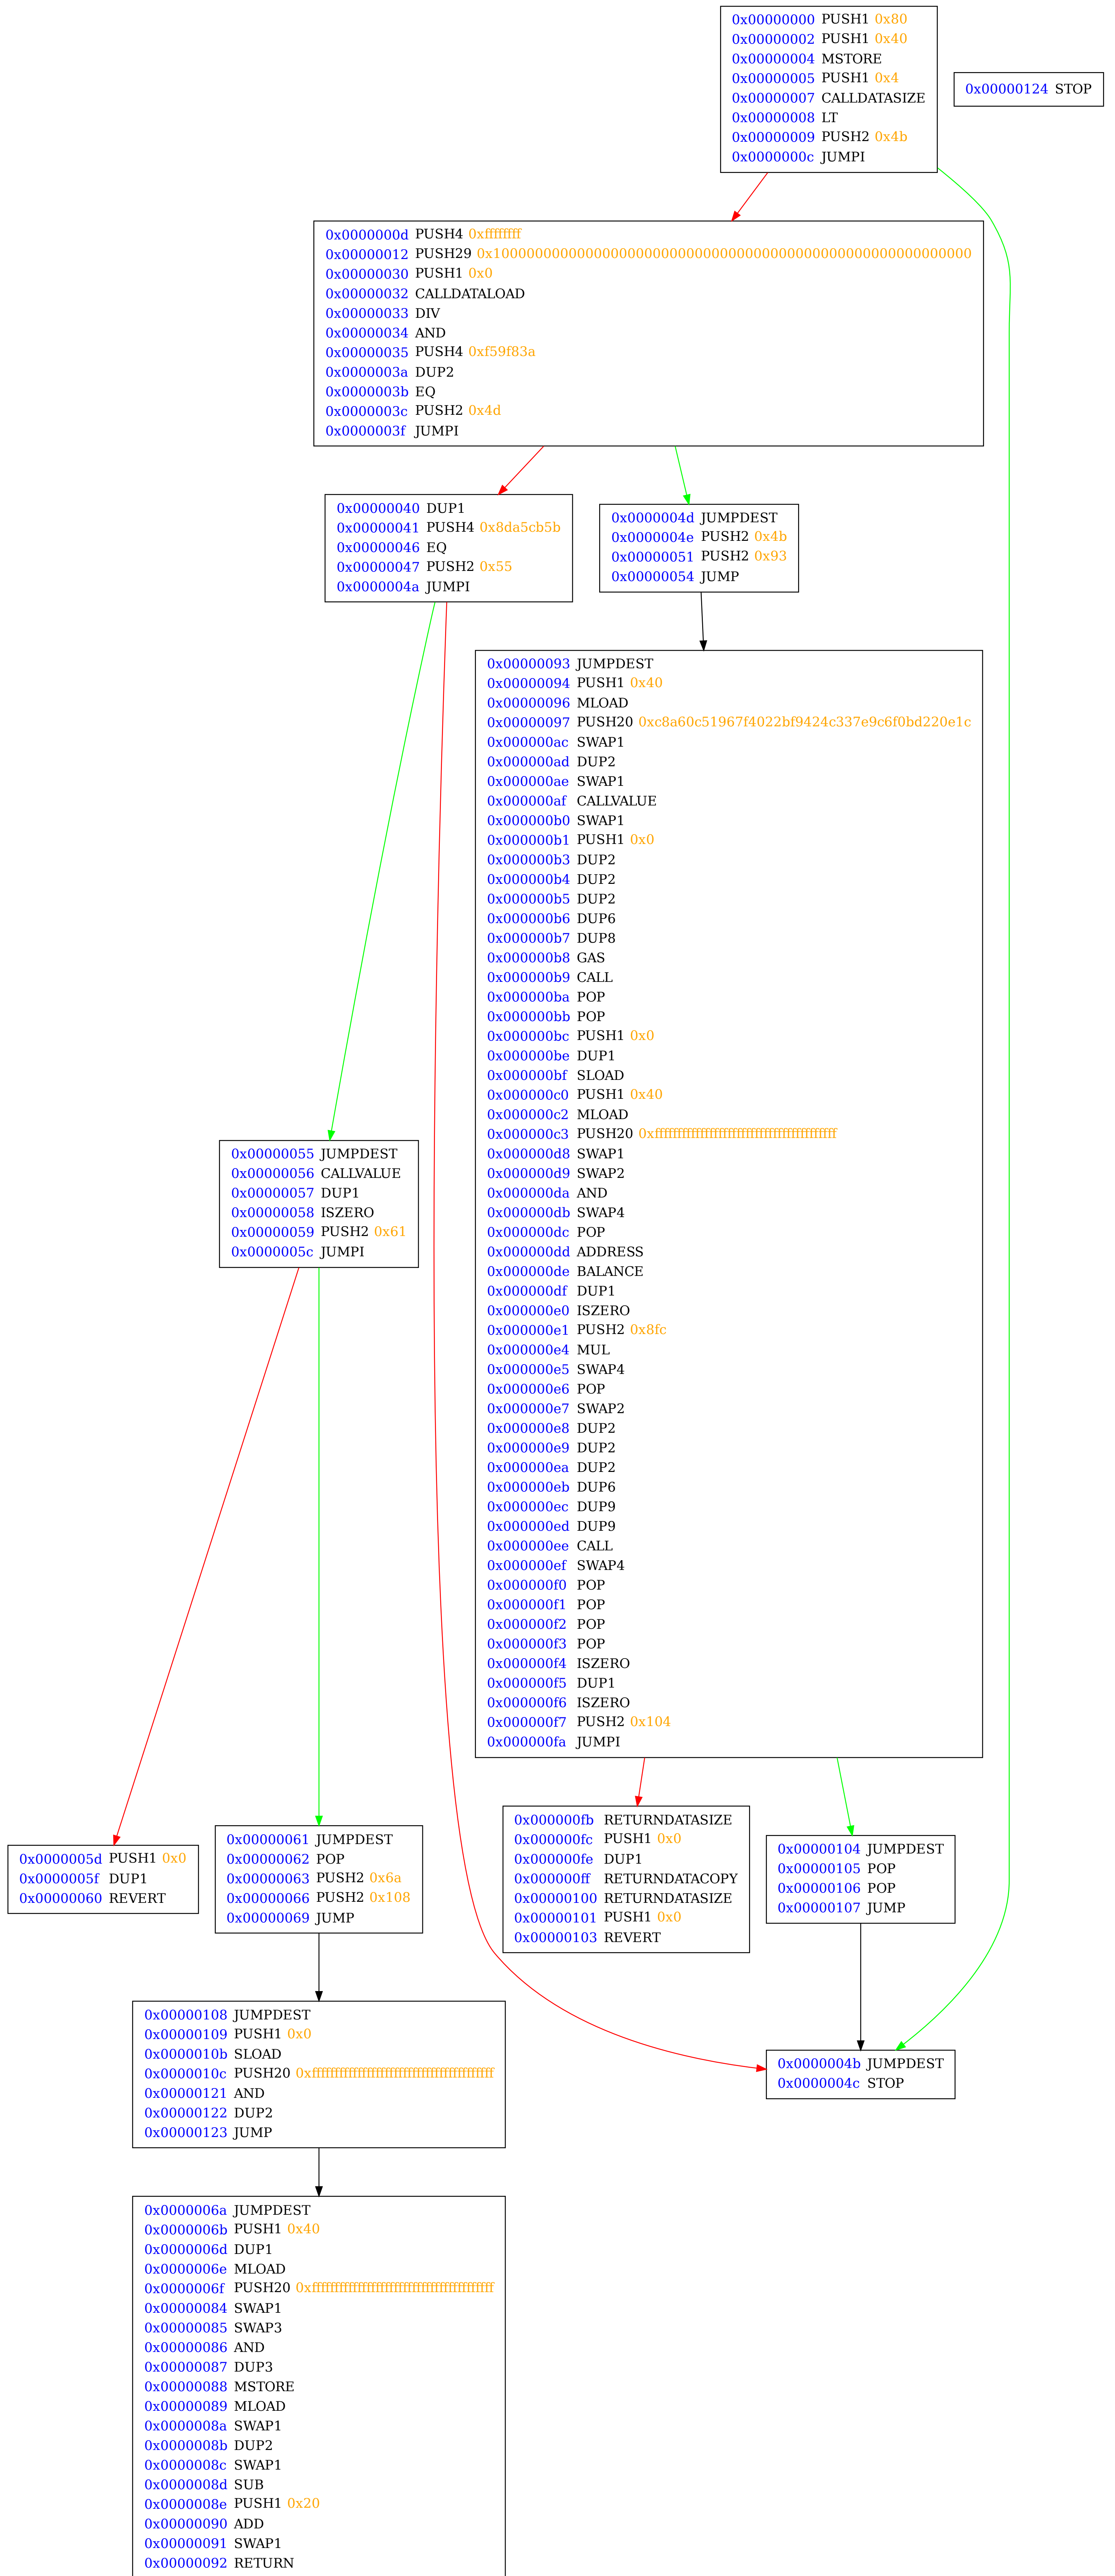 0x00000000 PUSH1 0x80
0x00000002 PUSH1 0x40
0x00000004 MSTORE
0x00000005 PUSH1 0x4
0x00000007 CALLDATASIZE
0x00000008 LT
0x00000009 PUSH2 0x4b
0x0000000c JUMPI
0x00000124 STOP
0x0000000d PUSH4 0xffffffff
0x00000012 PUSH29 0x100000000000000000000000000000000000000000000000000000000
0x00000030 PUSH1 0x0
0x00000032 CALLDATALOAD
0x00000033 DIV
0x00000034 AND
0x00000035 PUSH4 0xf59f83a
0x0000003a DUP2
0x0000003b EQ
0x0000003c PUSH2 0x4d
0x0000003f JUMPI
0x00000040 DUP1
0x00000041 PUSH4 0x8da5cb5b
0x00000046 EQ
0x00000047 PUSH2 0x55
0x0000004a JUMPI
0x0000004d JUMPDEST
0x0000004e PUSH2 0x4b
0x00000051 PUSH2 0x93
0x00000054 JUMP
0x00000093 JUMPDEST
0x00000094 PUSH1 0x40
0x00000096 MLOAD
0x00000097 PUSH20 0xc8a60c51967f4022bf9424c337e9c6f0bd220e1c
0x000000ac SWAP1
0x000000ad DUP2
0x000000ae SWAP1
0x000000af CALLVALUE
0x000000b0 SWAP1
0x000000b1 PUSH1 0x0
0x000000b3 DUP2
0x000000b4 DUP2
0x000000b5 DUP2
0x000000b6 DUP6
0x000000b7 DUP8
0x000000b8 GAS
0x000000b9 CALL
0x000000ba POP
0x000000bb POP
0x000000bc PUSH1 0x0
0x000000be DUP1
0x000000bf SLOAD
0x000000c0 PUSH1 0x40
0x000000c2 MLOAD
0x000000c3 PUSH20 0xffffffffffffffffffffffffffffffffffffffff
0x000000d8 SWAP1
0x000000d9 SWAP2
0x000000da AND
0x000000db SWAP4
0x000000dc POP
0x000000dd ADDRESS
0x000000de BALANCE
0x000000df DUP1
0x000000e0 ISZERO
0x000000e1 PUSH2 0x8fc
0x000000e4 MUL
0x000000e5 SWAP4
0x000000e6 POP
0x000000e7 SWAP2
0x000000e8 DUP2
0x000000e9 DUP2
0x000000ea DUP2
0x000000eb DUP6
0x000000ec DUP9
0x000000ed DUP9
0x000000ee CALL
0x000000ef SWAP4
0x000000f0 POP
0x000000f1 POP
0x000000f2 POP
0x000000f3 POP
0x000000f4 ISZERO
0x000000f5 DUP1
0x000000f6 ISZERO
0x000000f7 PUSH2 0x104
0x000000fa JUMPI
0x00000055 JUMPDEST
0x00000056 CALLVALUE
0x00000057 DUP1
0x00000058 ISZERO
0x00000059 PUSH2 0x61
0x0000005c JUMPI
0x0000005d PUSH1 0x0
0x0000005f DUP1
0x00000060 REVERT
0x00000061 JUMPDEST
0x00000062 POP
0x00000063 PUSH2 0x6a
0x00000066 PUSH2 0x108
0x00000069 JUMP
0x000000fb RETURNDATASIZE
0x000000fc PUSH1 0x0
0x000000fe DUP1
0x000000ff RETURNDATACOPY
0x00000100 RETURNDATASIZE
0x00000101 PUSH1 0x0
0x00000103 REVERT
0x00000104 JUMPDEST
0x00000105 POP
0x00000106 POP
0x00000107 JUMP
0x00000108 JUMPDEST
0x00000109 PUSH1 0x0
0x0000010b SLOAD
0x0000010c PUSH20 0xffffffffffffffffffffffffffffffffffffffff
0x00000121 AND
0x00000122 DUP2
0x00000123 JUMP
0x0000004b JUMPDEST
0x0000004c STOP
0x0000006a JUMPDEST
0x0000006b PUSH1 0x40
0x0000006d DUP1
0x0000006e MLOAD
0x0000006f PUSH20 0xffffffffffffffffffffffffffffffffffffffff
0x00000084 SWAP1
0x00000085 SWAP3
0x00000086 AND
0x00000087 DUP3
0x00000088 MSTORE
0x00000089 MLOAD
0x0000008a SWAP1
0x0000008b DUP2
0x0000008c SWAP1
0x0000008d SUB
0x0000008e PUSH1 0x20
0x00000090 ADD
0x00000091 SWAP1
0x00000092 RETURN